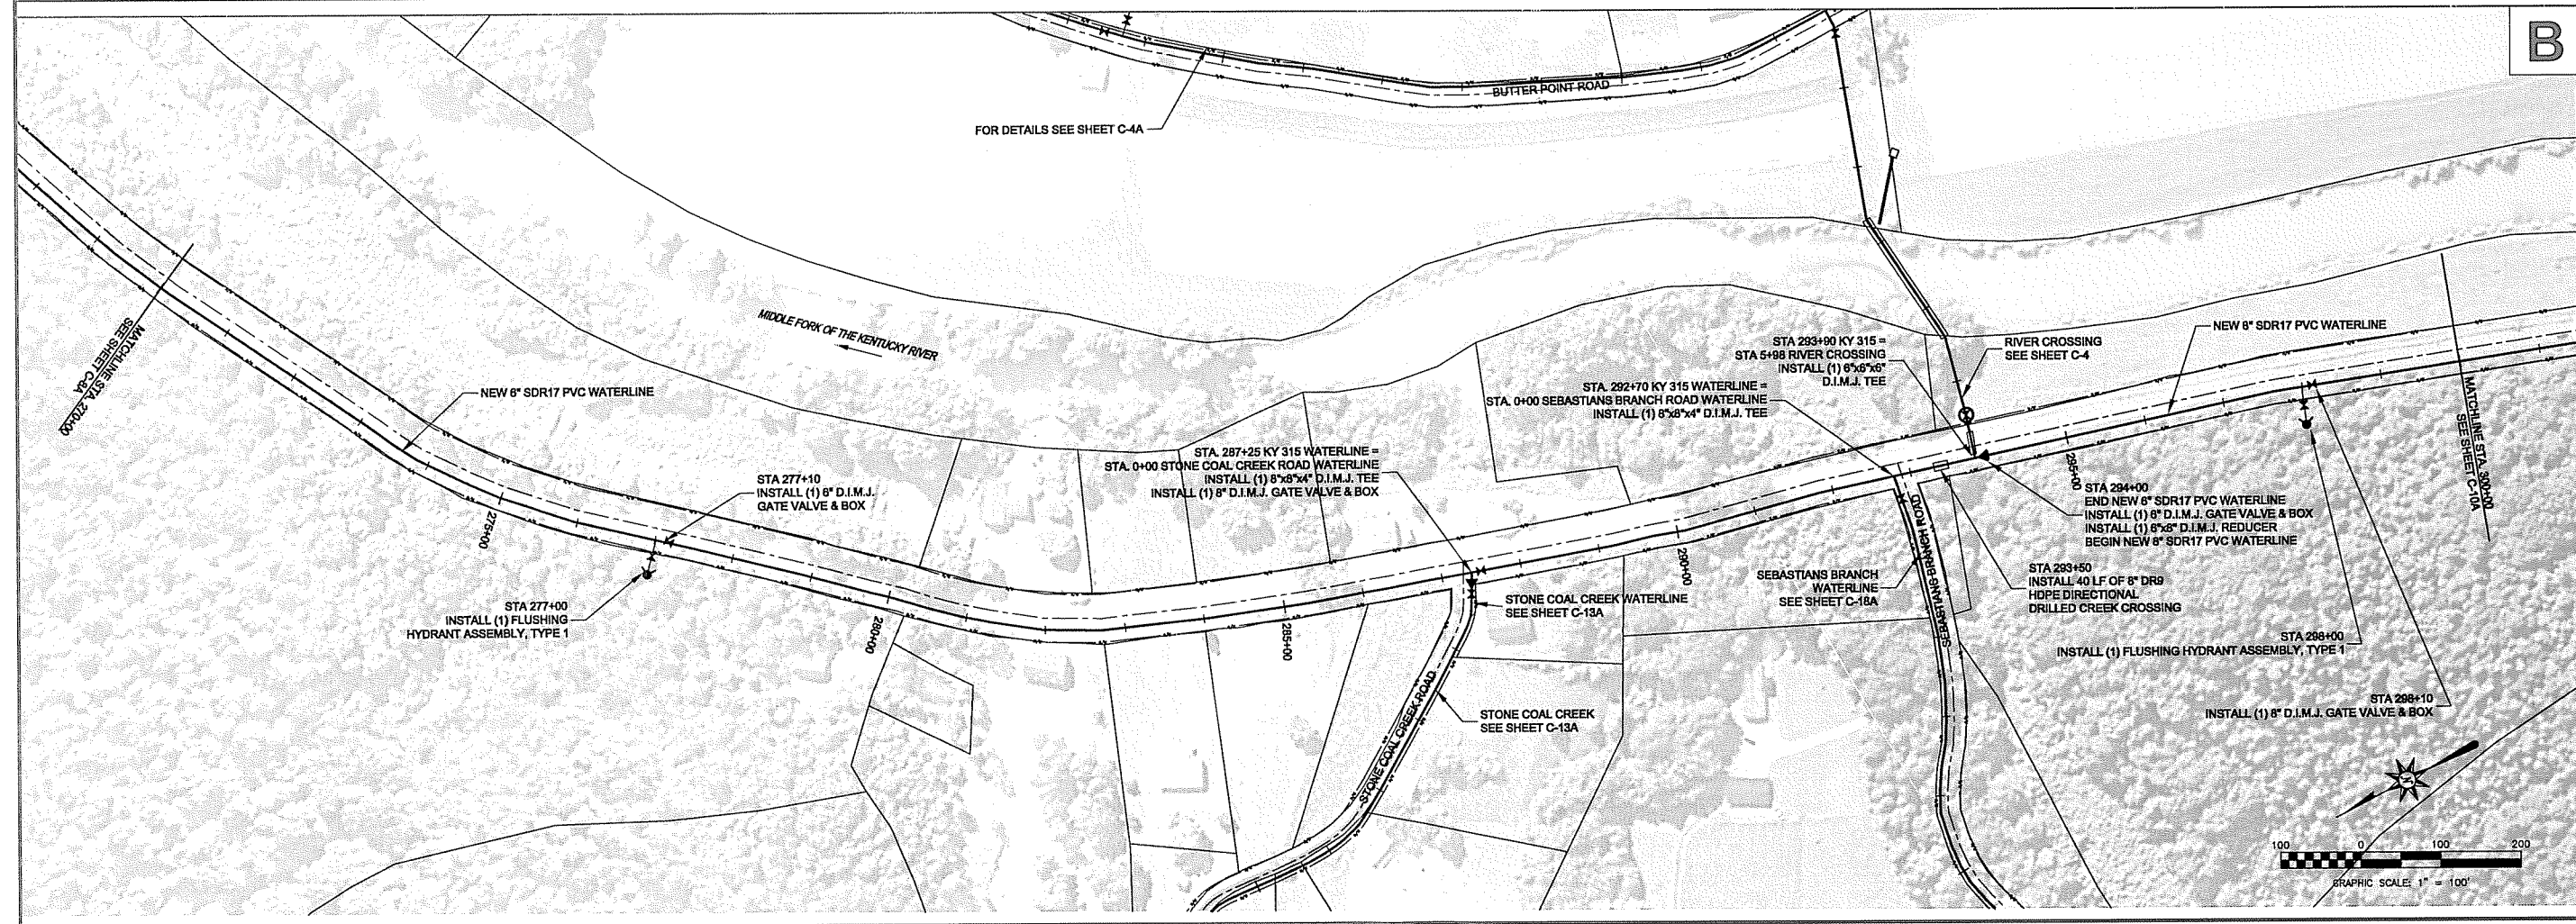 B
BUTTER POINT ROAD
FOR DETAILS SEE SHEET C-4A
MIDDLE FORK OF THE KENTUCKY RIVER
MATCHLINE STA. 270+00
SEE SHEET C-8A
NEW 6" SDR17 PVC WATERLINE
275+00
STA 277+10
INSTALL (1) 6" D.I.M.J.
GATE VALVE & BOX
STA 277+00
INSTALL (1) FLUSHING
HYDRANT ASSEMBLY, TYPE 1
280+00
285+00
STA. 287+25 KY 315 WATERLINE =
STA. 0+00 STONE COAL CREEK ROAD WATERLINE
INSTALL (1) 8"x8"x4" D.I.M.J. TEE
INSTALL (1) 8" D.I.M.J. GATE VALVE & BOX
STONE COAL CREEK WATERLINE
SEE SHEET C-13A
STONE COAL CREEK ROAD
STONE COAL CREEK
SEE SHEET C-13A
290+00
STA. 292+70 KY 315 WATERLINE =
STA. 0+00 SEBASTIANS BRANCH ROAD WATERLINE
INSTALL (1) 8"x8"x4" D.I.M.J. TEE
STA 293+90 KY 315 =
STA 5+98 RIVER CROSSING
INSTALL (1) 6"x6"x6"
D.I.M.J. TEE
RIVER CROSSING
SEE SHEET C-4
NEW 8" SDR17 PVC WATERLINE
SEBASTIANS BRANCH
WATERLINE
SEE SHEET C-18A
SEBASTIANS BRANCH ROAD
295+00
STA 294+00
END NEW 6" SDR17 PVC WATERLINE
INSTALL (1) 6" D.I.M.J. GATE VALVE & BOX
INSTALL (1) D.I.M.J. REDUCER
BEGIN NEW 8" SDR17 PVC WATERLINE
STA 293+50
INSTALL 40 LF OF 8" DR9
HDPE DIRECTIONAL
DRILLED CREEK CROSSING
STA 298+00
INSTALL (1) FLUSHING HYDRANT ASSEMBLY, TYPE 1
STA 298+10
INSTALL (1) 8" D.I.M.J. GATE VALVE & BOX
MATCHLINE STA. 300+00
SEE SHEET C-10A
100 0 100 200
GRAPHIC SCALE: 1" = 100'